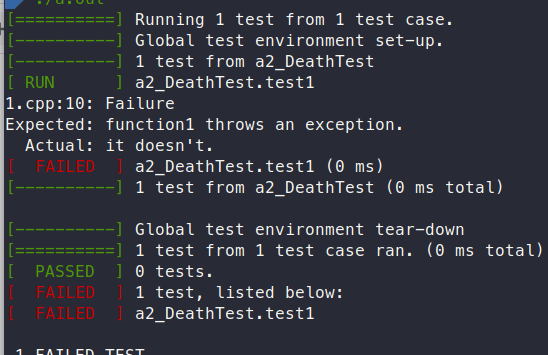 ./a.out
[==========] Running 1 test from 1 test case.
[----------] Global test environment set-up.
[----------] 1 test from a2_DeathTest
[ RUN      ] a2_DeathTest.test1
1.cpp:10: Failure
Expected: function1 throws an exception.
  Actual: it doesn't.
[  FAILED  ] a2_DeathTest.test1 (0 ms)
[----------] 1 test from a2_DeathTest (0 ms total)

[----------] Global test environment tear-down
[==========] 1 test from 1 test case ran. (0 ms total)
[  PASSED  ] 0 tests.
[  FAILED  ] 1 test, listed below:
[  FAILED  ] a2_DeathTest.test1

 1 FAILED TEST